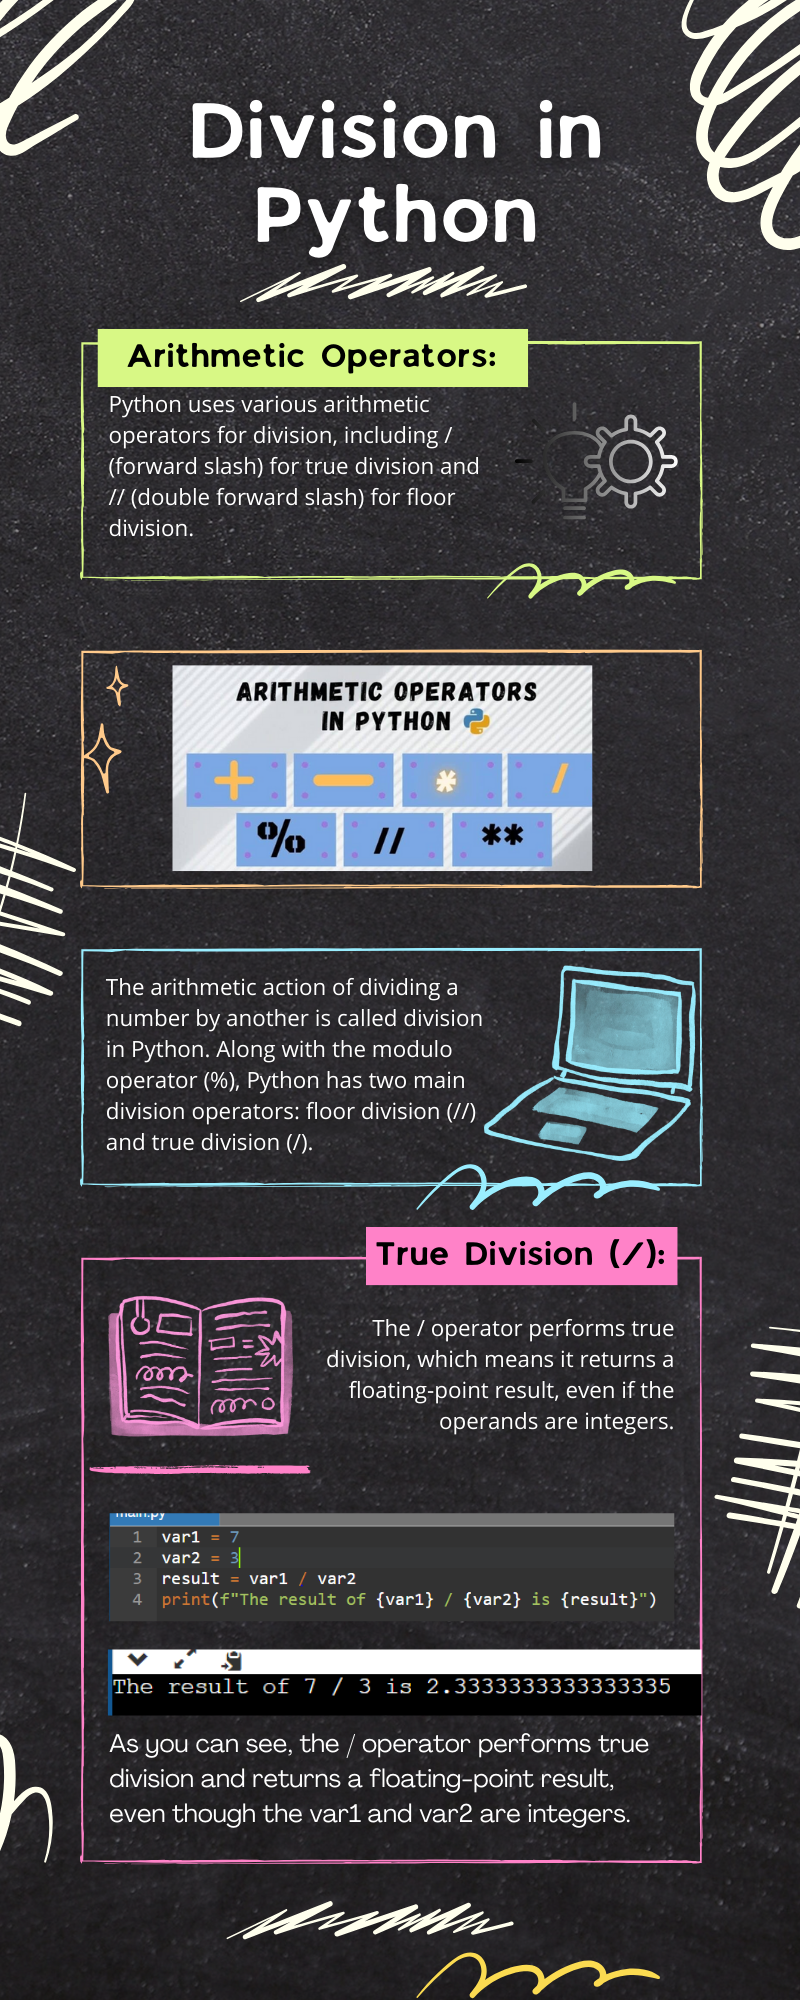 Division in
Python
Arithmetic Operators:
Python uses various arithmetic
operators for division, including /
(forward slash) for true division and
// (double forward slash) for floor
division.
ARITHMETIC OPERATORS
IN PYTHON
+ − * /
% // **
The arithmetic action of dividing a
number by another is called division
in Python. Along with the modulo
operator (%), Python has two main
division operators: floor division (//)
and true division (/).
True Division (/):
The / operator performs true
division, which means it returns a
floating-point result, even if the
operands are integers.
main.py
1 var1 = 7
2 var2 = 3
3 result = var1 / var2
4 print(f"The result of {var1} / {var2} is {result}")
The result of 7 / 3 is 2.3333333333333335
As you can see, the / operator performs true
division and returns a floating-point result,
even though the var1 and var2 are integers.